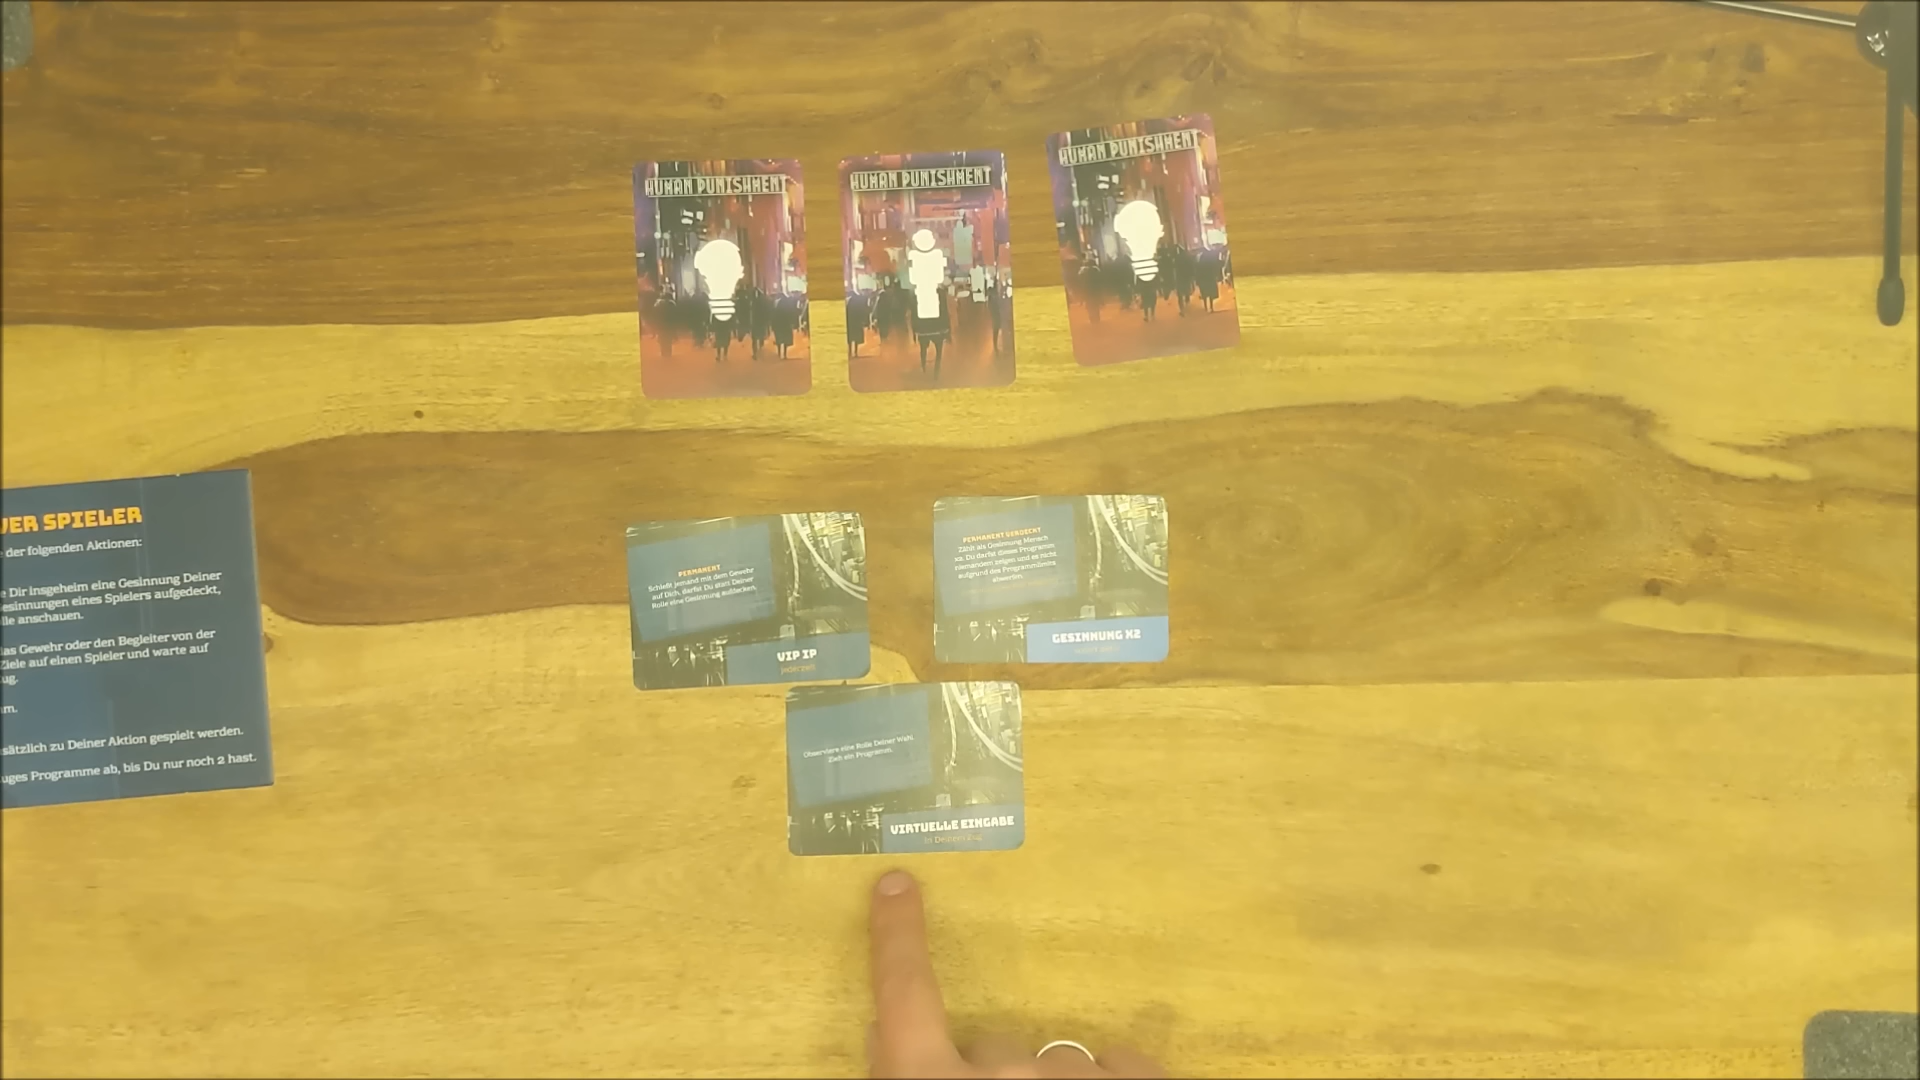 HUMAN PUNISHMENT
HUMAN PUNISHMENT
HUMAN PUNISHMENT
VER SPIELER
der folgenden Aktionen:
e Dir insgeheim eine Gesinnung Deiner
esinnungen eines Spielers aufgedeckt,
lle anschauen.
as Gewehr oder den Begleiter von der
Ziele auf einen Spieler und warte auf
ug.
m.
sätzlich zu Deiner Aktion gespielt werden.
uges Programme ab, bis Du nur noch 2 hast.
PERMANENT
Schießt jemand mit dem Gewehr
auf Dich, darfst Du statt Deiner
Rolle eine Gesinnung aufdecken.
VIP IP
jederzeit
PERMANENT VERDECKT
Zählt als Gesinnung Mensch
x2. Du darfst dieses Programm
niemandem zeigen und es nicht
aufgrund des Programmlimits
abwerfen.
GESINNUNG X2
Observiere eine Rolle Deiner Wahl.
Zieh ein Programm.
VIRTUELLE EINGABE
in Deinem Zug